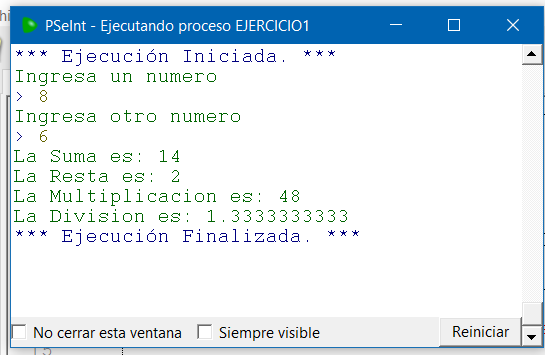 PSeInt - Ejecutando proceso EJERCICIO1
*** Ejecución Iniciada. ***
Ingresa un numero
> 8
Ingresa otro numero
> 6
La Suma es: 14
La Resta es: 2
La Multiplicacion es: 48
La Division es: 1.3333333333
*** Ejecución Finalizada. ***
No cerrar esta ventana Siempre visible Reiniciar
15